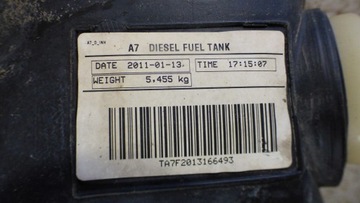 A7 DIESEL FUEL TANK
DATE 2011-01-13 TIME 17:15:07
WEIGHT 5.455 kg
TA7F2013166493